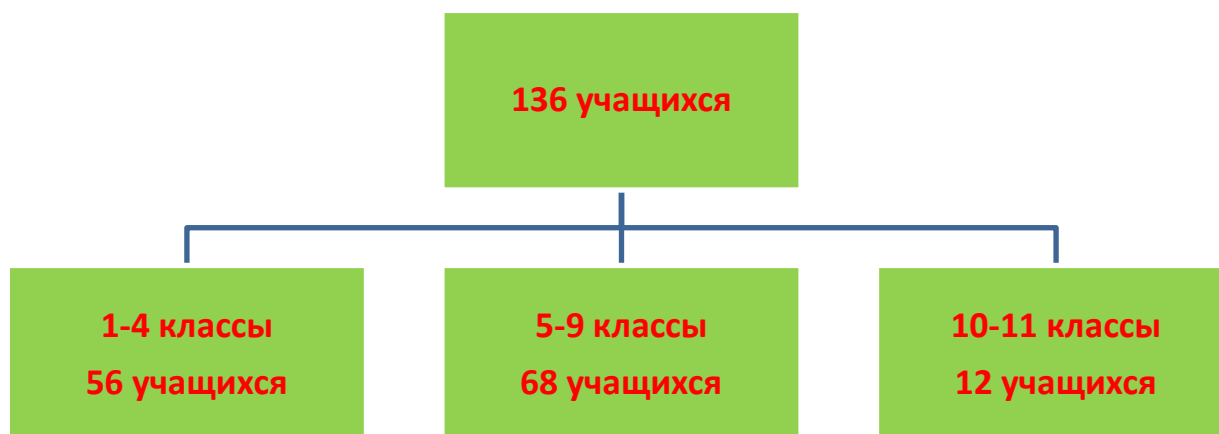 136 учащихся
1-4 классы
56 учащихся
5-9 классы
68 учащихся
10-11 классы
12 учащихся